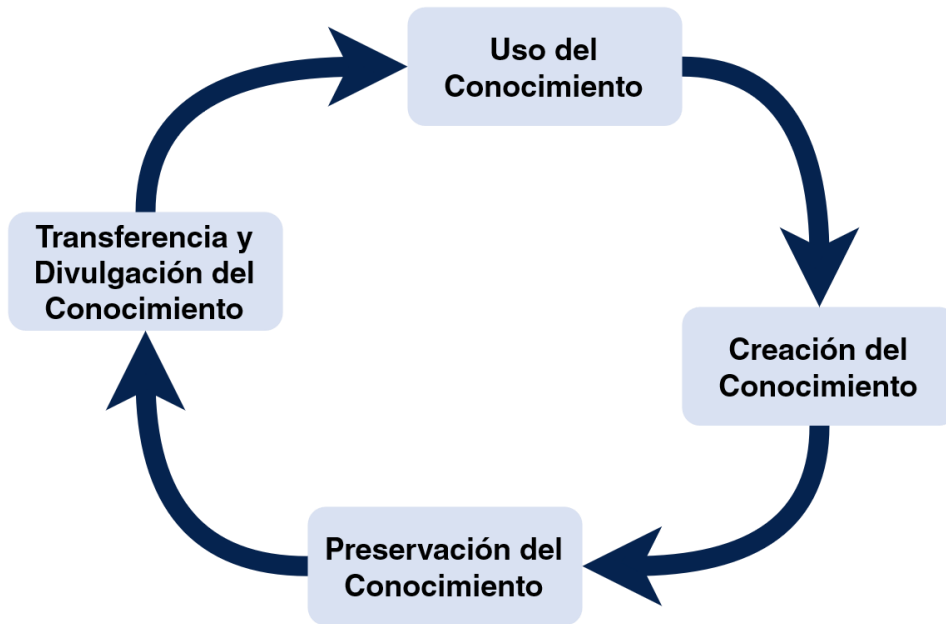 Uso del
Conocimiento
Transferencia y
Divulgación del
Conocimiento
Creación del
Conocimiento
Preservación del
Conocimiento